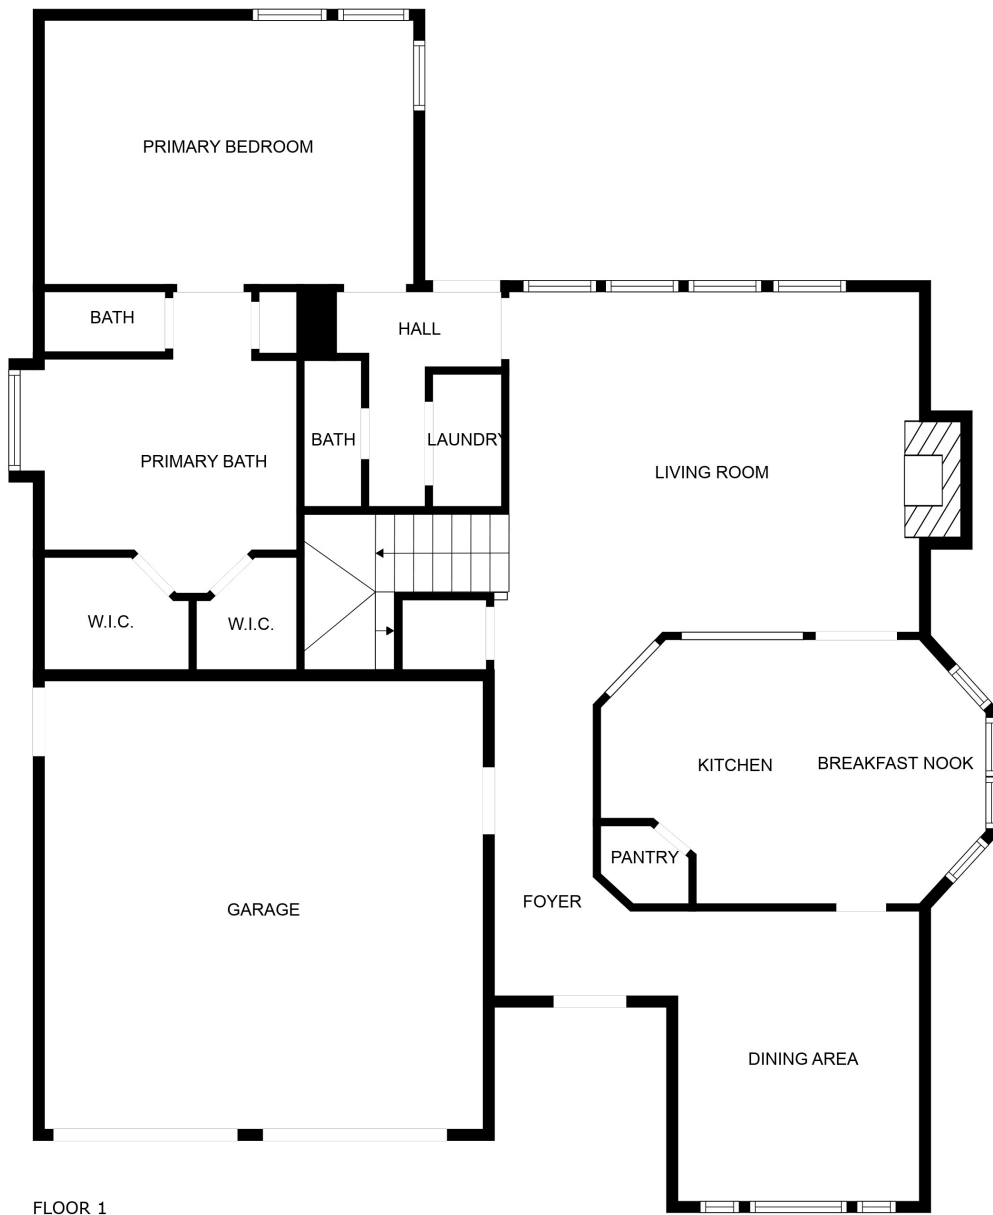 PRIMARY BEDROOM
BATH
HALL
BATH
LAUNDRY
PRIMARY BATH
LIVING ROOM
W.I.C.
W.I.C.
KITCHEN
BREAKFAST NOOK
PANTRY
FOYER
GARAGE
DINING AREA
FLOOR 1